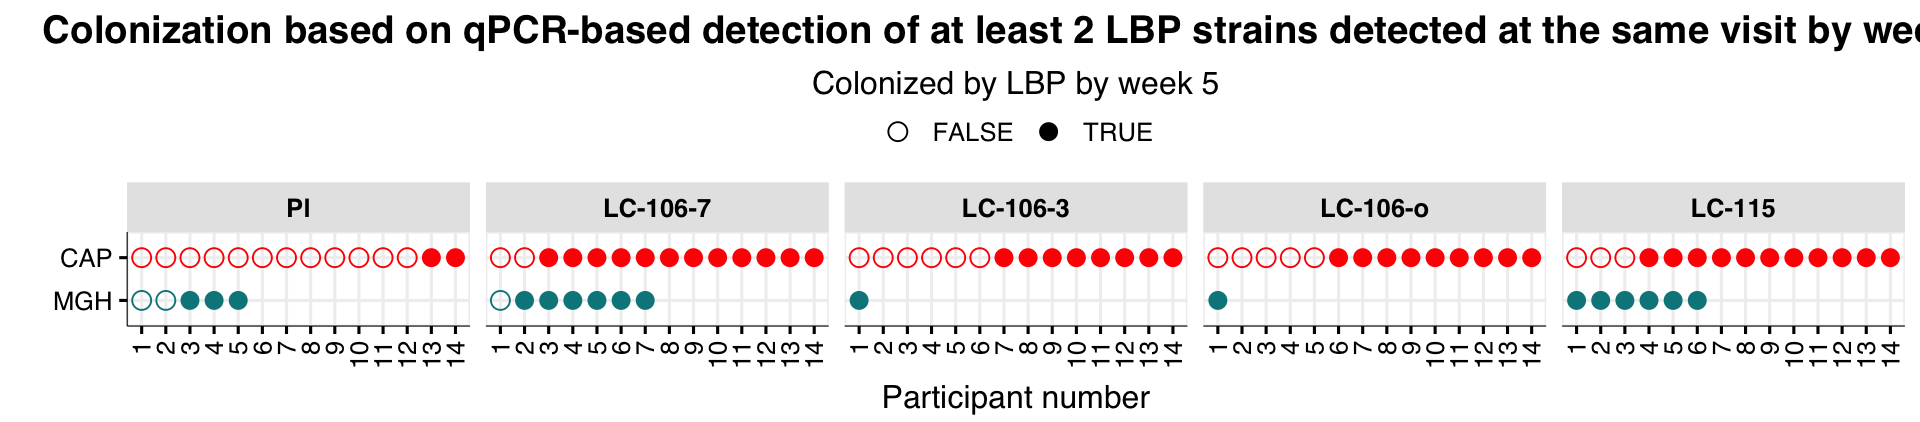 Colonization based on qPCR-based detection of at least 2 LBP strains detected at the same visit by wee
Colonized by LBP by week 5
FALSE TRUE
PI LC-106-7 LC-106-3 LC-106-o LC-115
CAP
MGH
1 2 3 4 5 6 7 8 9 10 11 12 13 14 1 2 3 4 5 6 7 8 9 10 11 12 13 14 1 2 3 4 5 6 7 8 9 10 11 12 13 14 1 2 3 4 5 6 7 8 9 10 11 12 13 14 1 2 3 4 5 6 7 8 9 10 11 12 13 14
Participant number